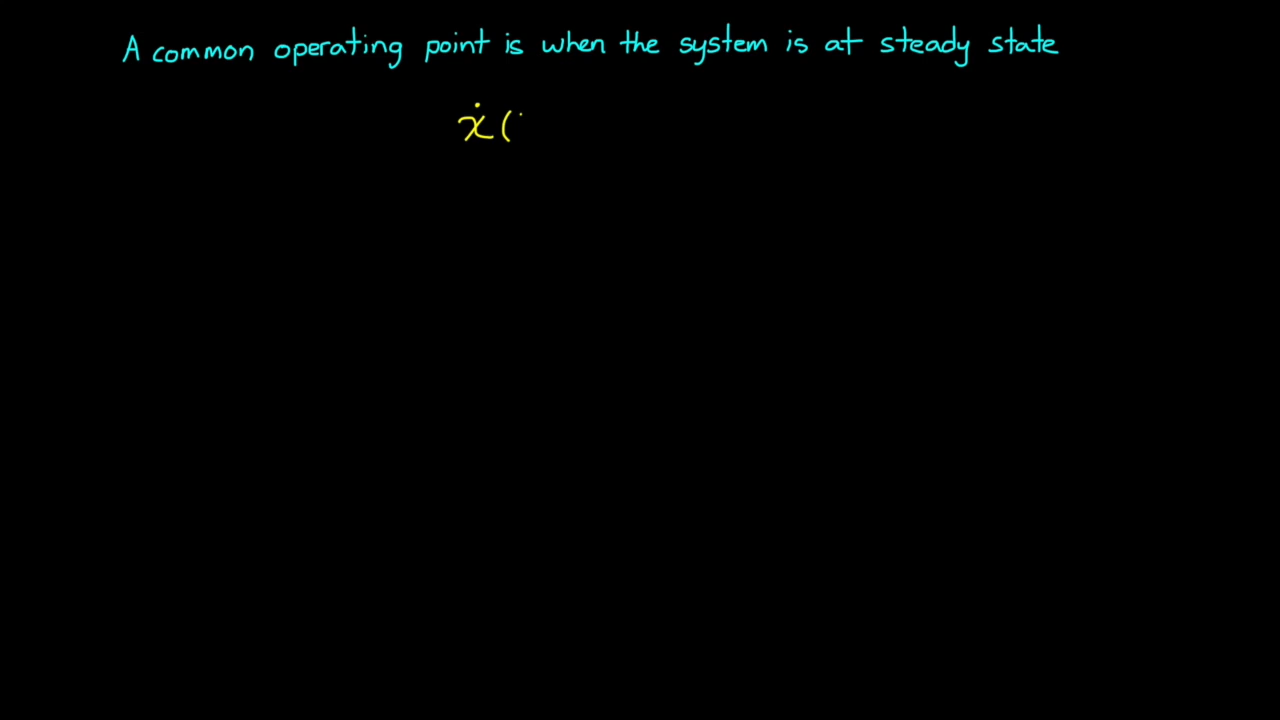 A common operating point is when the system is at steady state
ẋ(